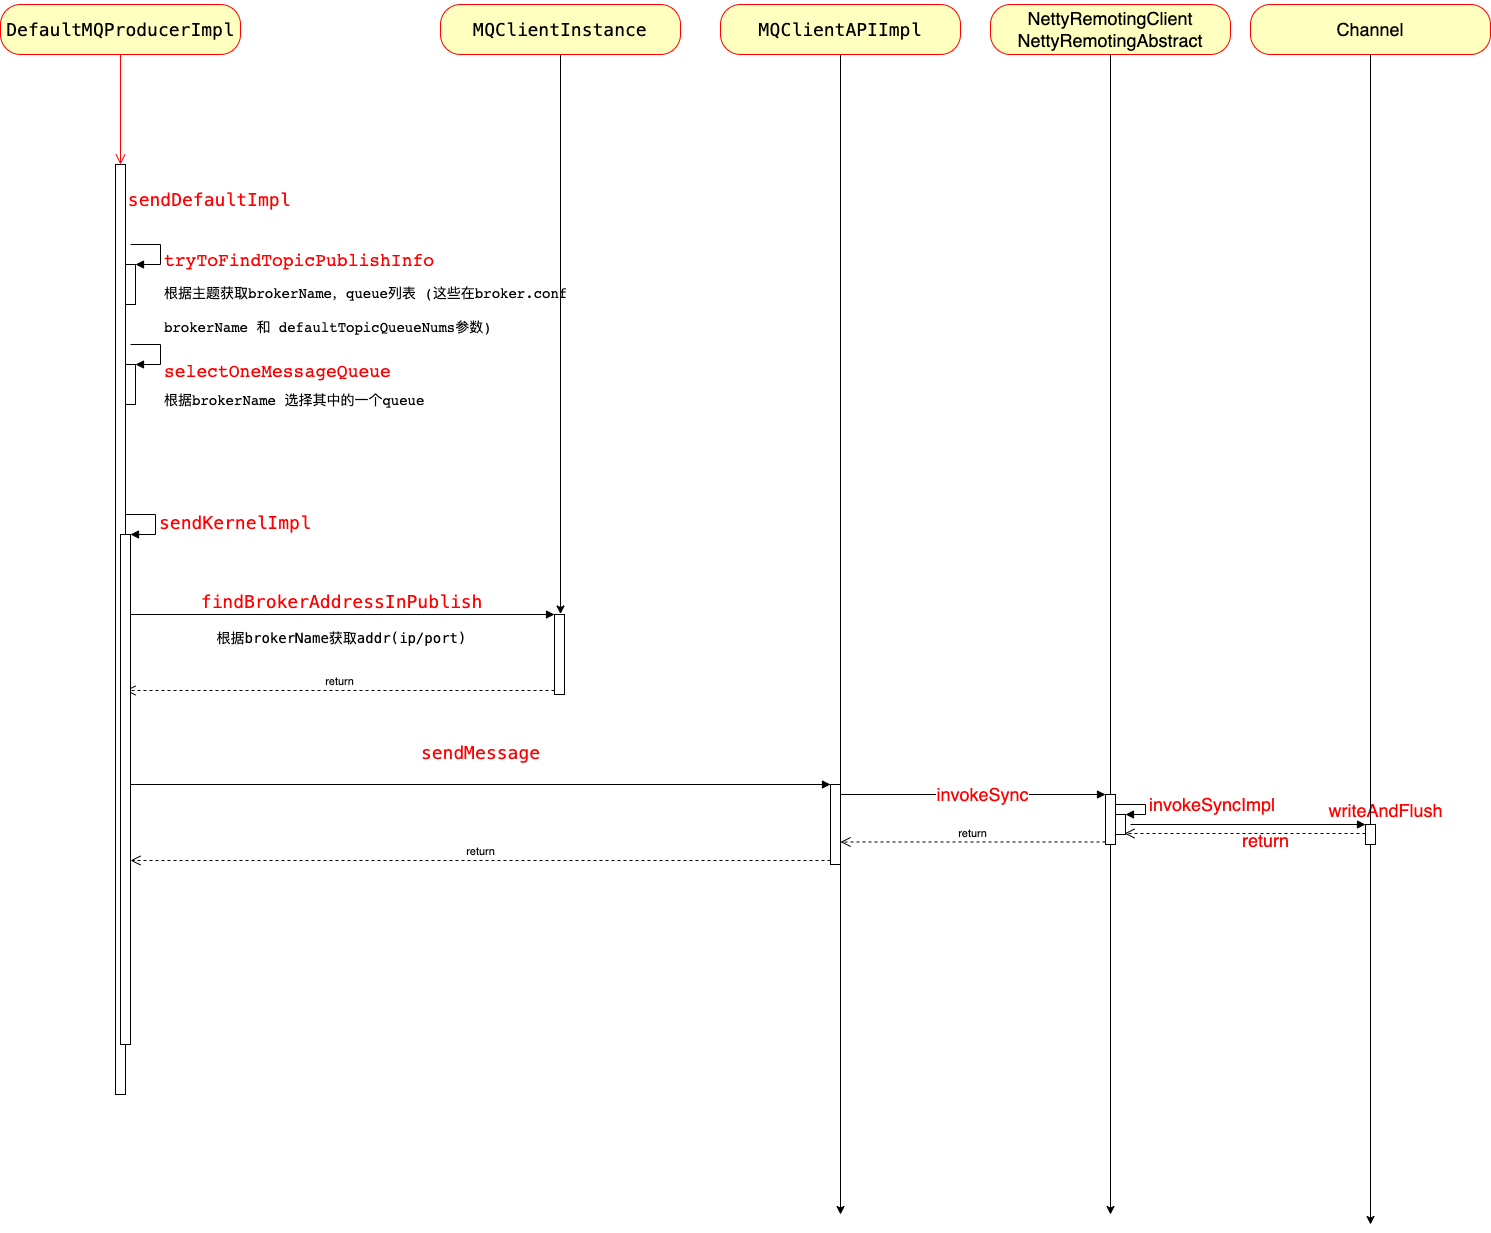 DefaultMQProducerImpl
MQClientInstance
MQClientAPIImpl
NettyRemotingClient
NettyRemotingAbstract
Channel
sendDefaultImpl
tryToFindTopicPublishInfo
根据主题获取brokerName，queue列表 (这些在broker.conf
brokerName 和 defaultTopicQueueNums参数)
selectOneMessageQueue
根据brokerName 选择其中的一个queue
sendKernelImpl
findBrokerAddressInPublish
根据brokerName获取addr(ip/port)
return
sendMessage
invokeSync
invokeSyncImpl
writeAndFlush
return
return
return